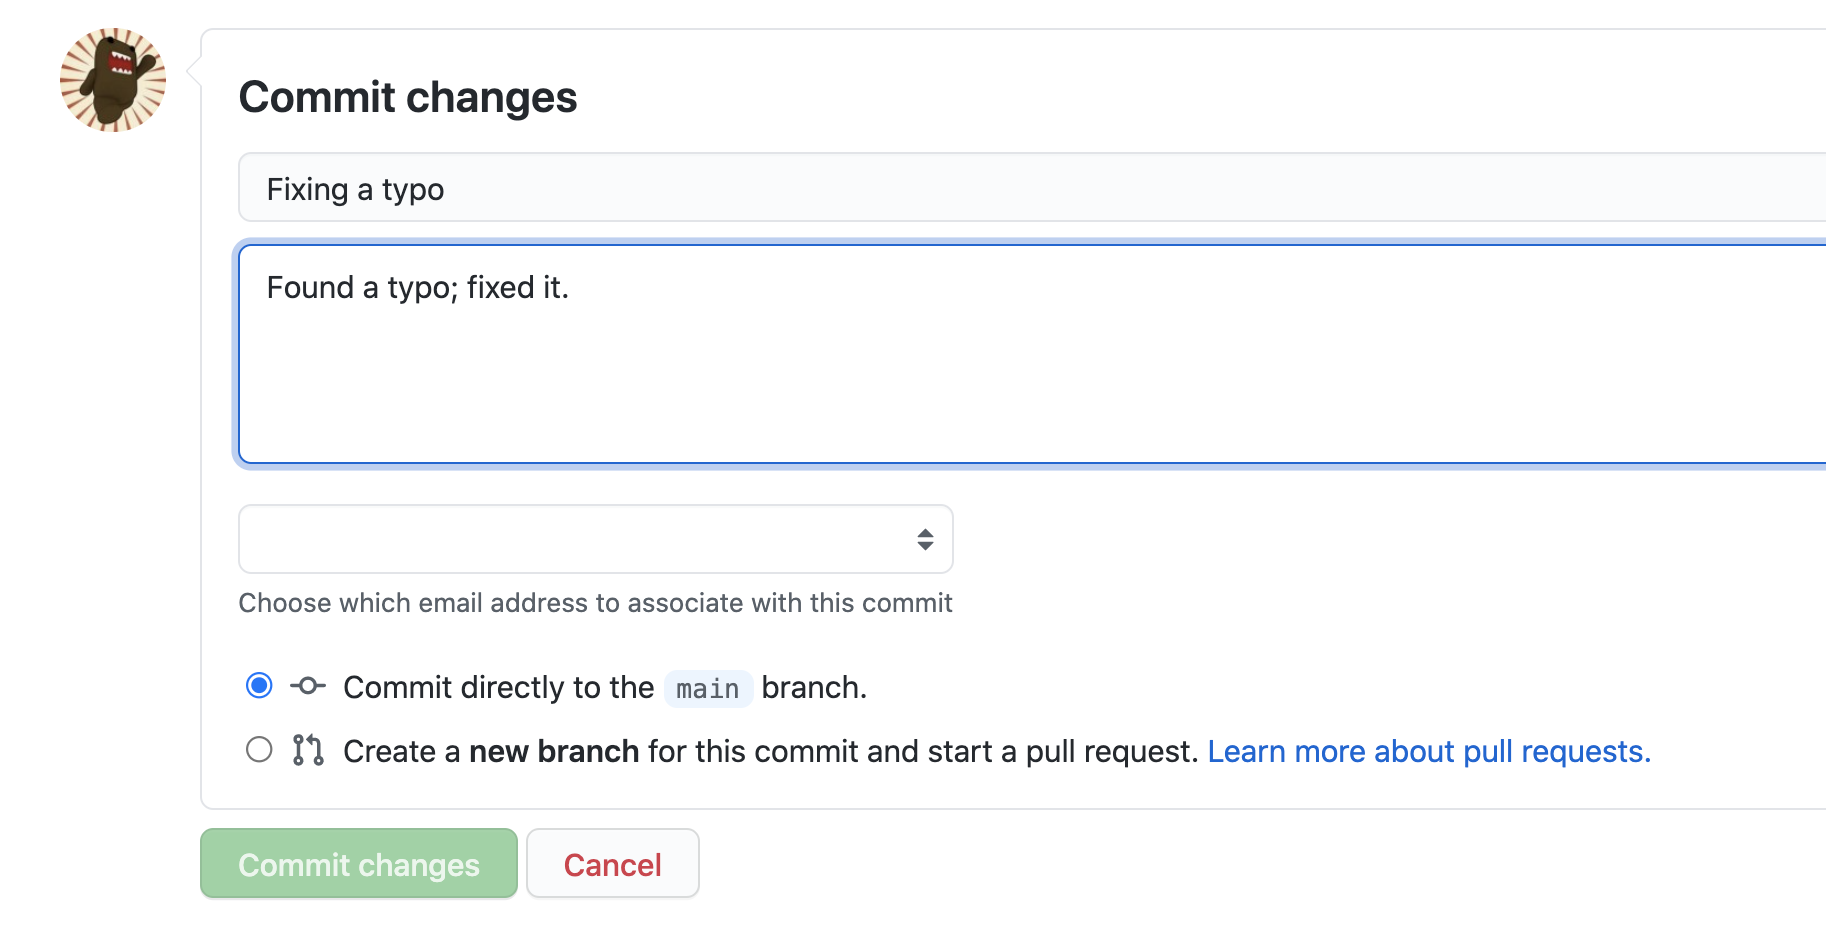 Commit changes
Fixing a typo
Found a typo; fixed it.
Choose which email address to associate with this commit
Commit directly to the main branch.
Create a new branch for this commit and start a pull request. Learn more about pull requests.
Commit changes
Cancel